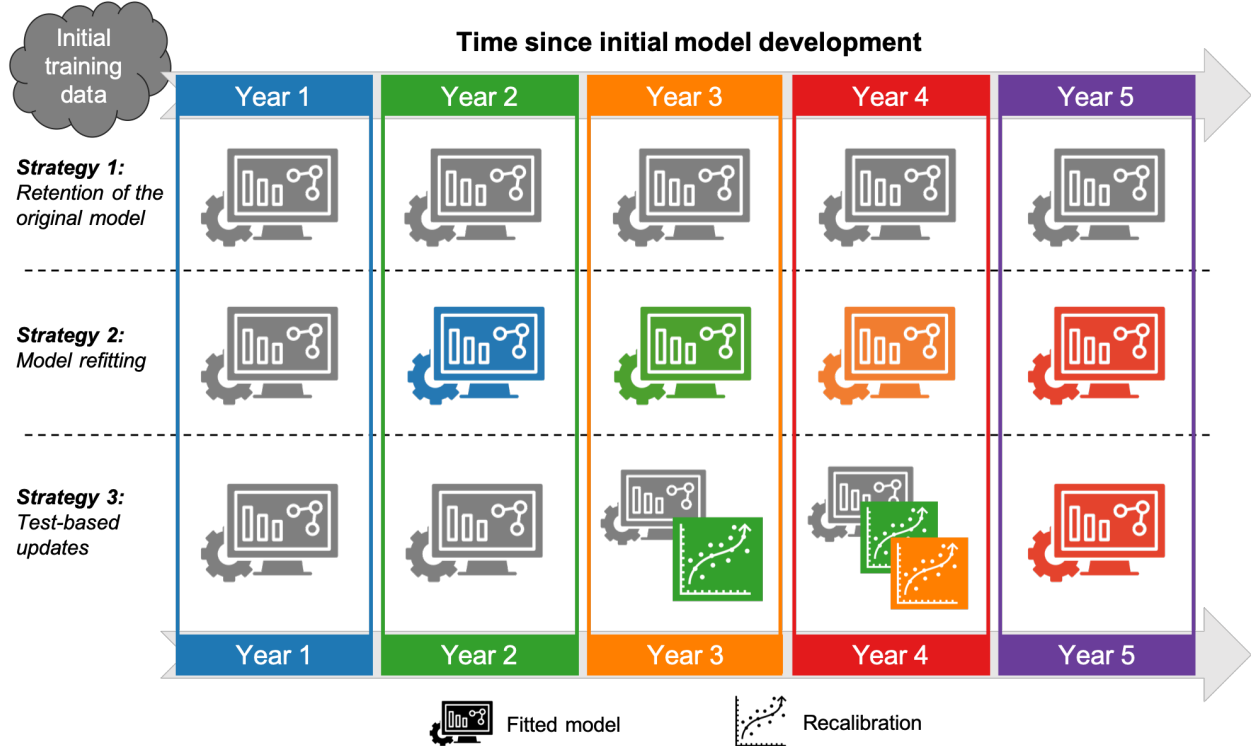 Initial
training
data
Time since initial model development
Year 1
Year 2
Year 3
Year 4
Year 5
Strategy 1:
Retention of the
original model
Strategy 2:
Model refitting
Strategy 3:
Test-based
updates
Year 1
Year 2
Year 3
Year 4
Year 5
Fitted model
Recalibration